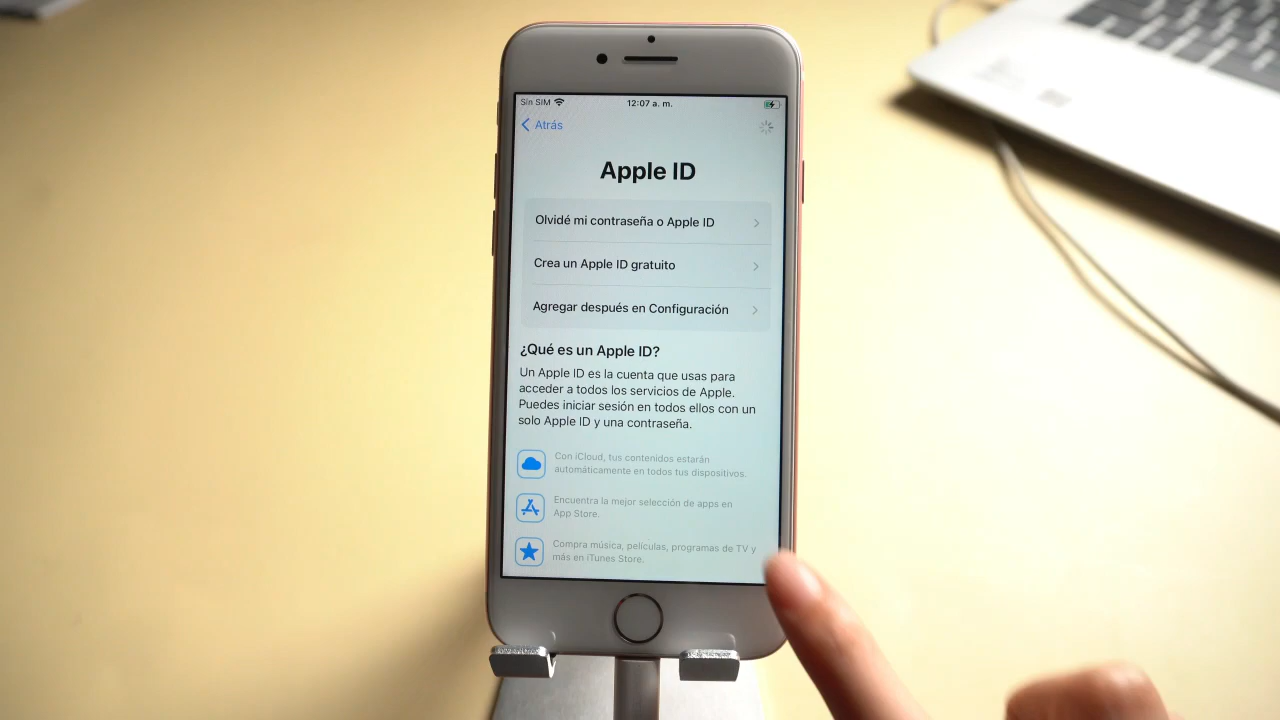 Sin SIM 12:07 a. m.
Atrás
Apple ID
Olvidé mi contraseña o Apple ID
Crea un Apple ID gratuito
Agregar después en Configuración
¿Qué es un Apple ID?
Un Apple ID es la cuenta que usas para
acceder a todos los servicios de Apple.
Puedes iniciar sesión en todos ellos con un
solo Apple ID y una contraseña.
Con iCloud, tus contenidos estarán
automáticamente en todos tus dispositivos.
Encuentra la mejor selección de apps en
App Store.
Compra música, películas, programas de TV y
más en iTunes Store.